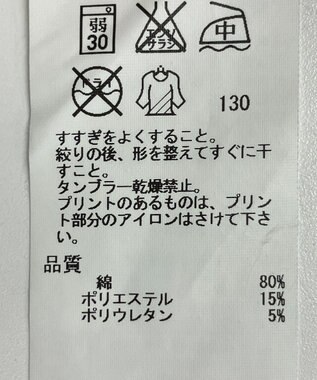 弱
30
エンソ
サラシ
中
ドライ
130
すすぎをよくすること。
絞りの後、形を整えてすぐに干
すこと。
タンブラー乾燥禁止。
プリントのあるものは、プリン
ト部分のアイロンはさけて下さ
い。
品質
綿 80%
ポリエステル 15%
ポリウレタン 5%